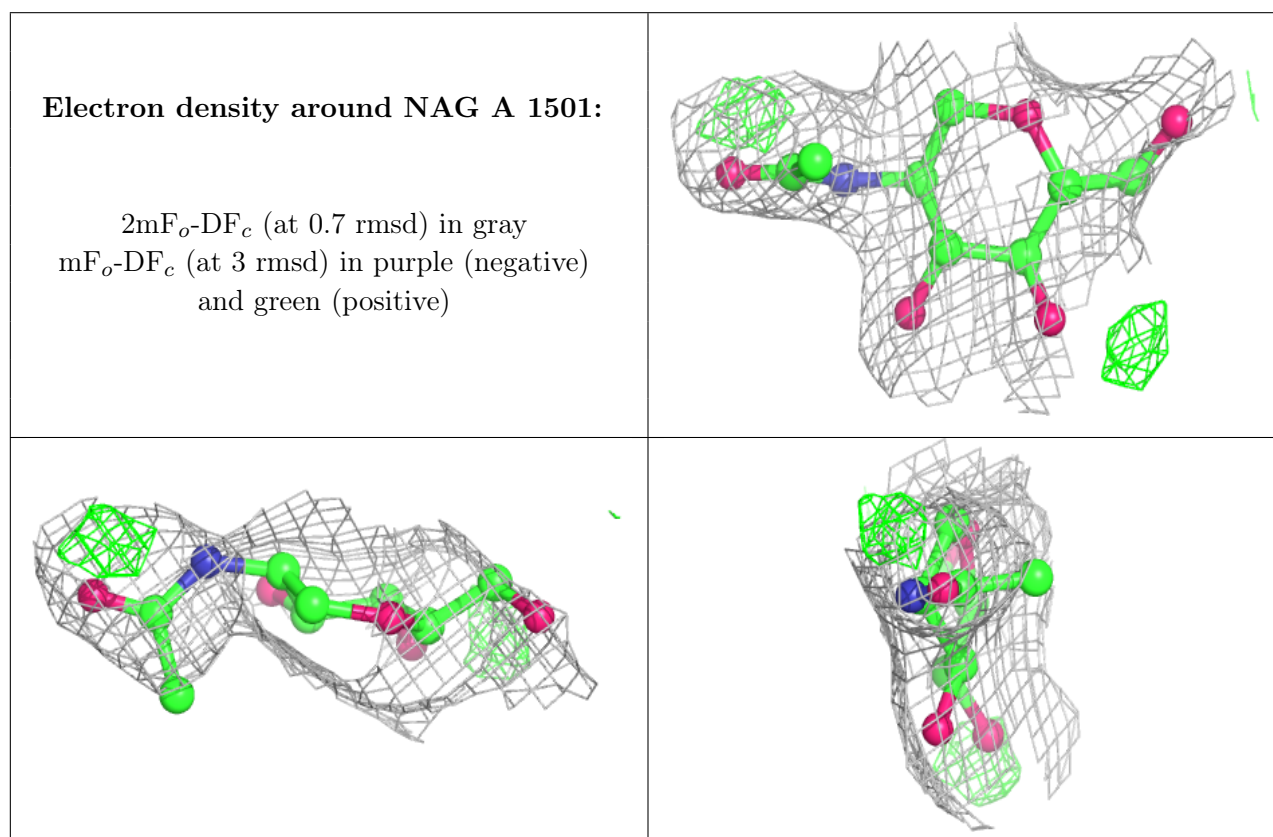 Electron density around NAG A 1501:
2mFo-DFc (at 0.7 rmsd) in gray
mFo-DFc (at 3 rmsd) in purple (negative)
and green (positive)